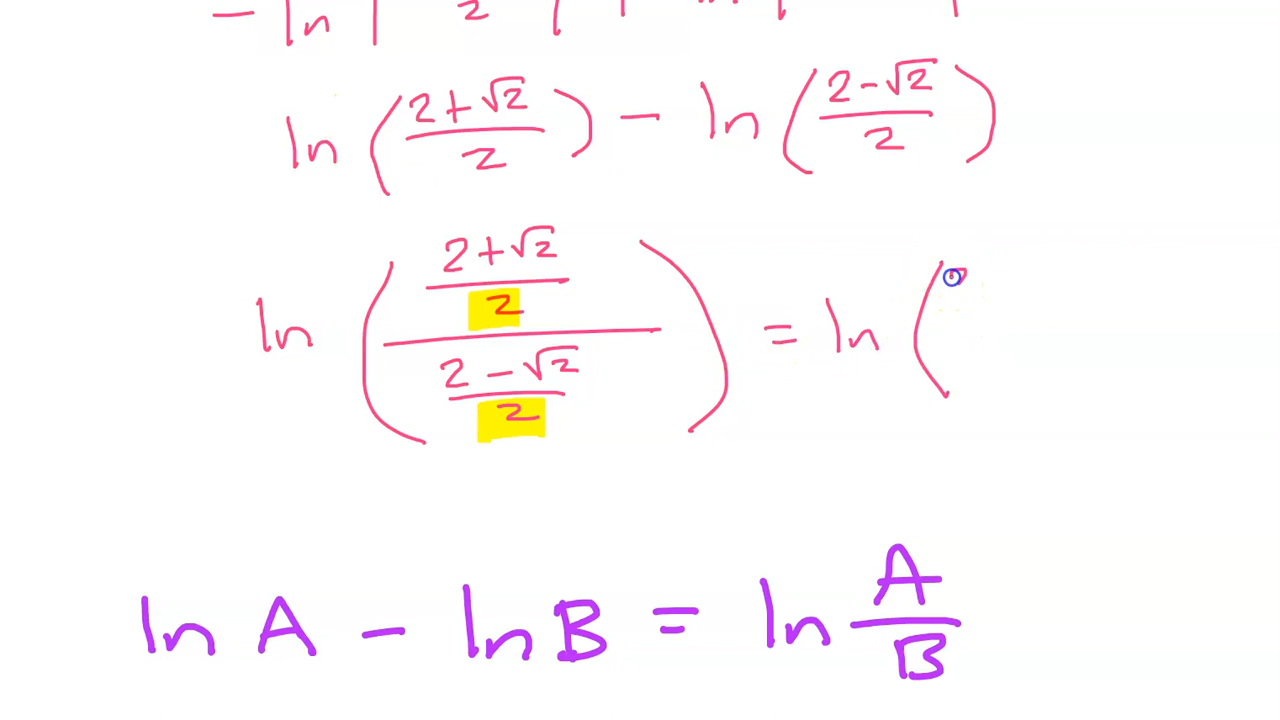 ln((2+√2)/2) − ln((2−√2)/2)
ln(((2+√2)/2)/((2−√2)/2)) = ln(
ln A − ln B = ln A/B